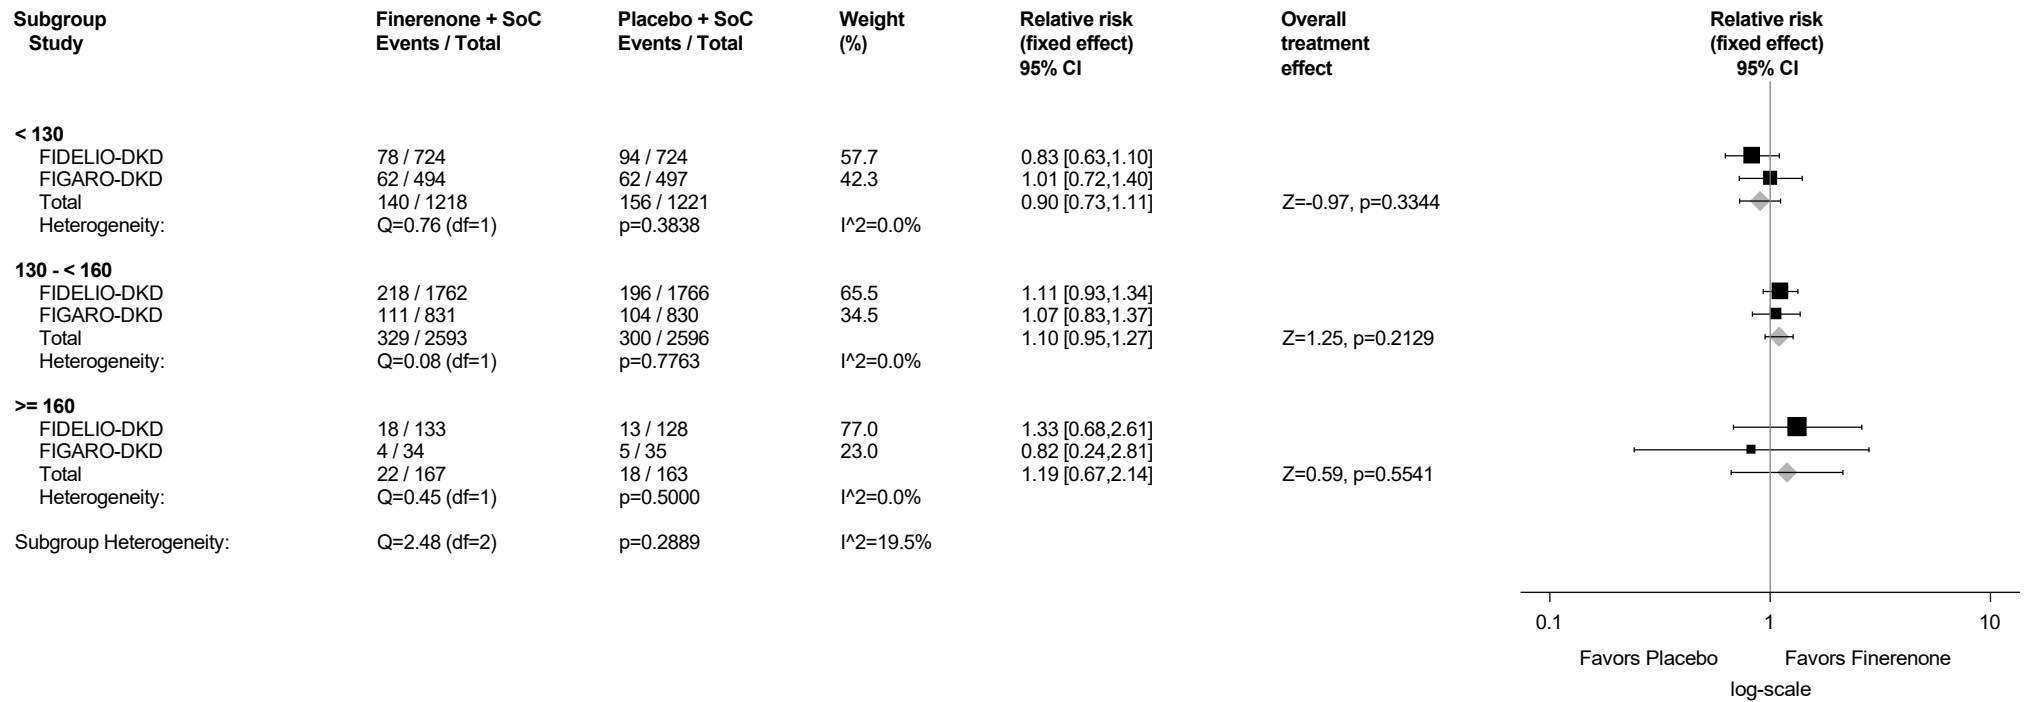 Subgroup Finerenone + SoC Placebo + SoC Weight Relative risk Overall Relative risk
Study Events / Total Events / Total (%) (fixed effect) treatment (fixed effect)
95% CI effect 95% CI
< 130
FIDELIO-DKD 78 / 724 94 / 724 57.7 0.83 [0.63,1.10]
FIGARO-DKD 62 / 494 62 / 497 42.3 1.01 [0.72,1.40]
Total 140 / 1218 156 / 1221 0.90 [0.73,1.11] Z=-0.97, p=0.3344
Heterogeneity: Q=0.76 (df=1) p=0.3838 I^2=0.0%
130 - < 160
FIDELIO-DKD 218 / 1762 196 / 1766 65.5 1.11 [0.93,1.34]
FIGARO-DKD 111 / 831 104 / 830 34.5 1.07 [0.83,1.37]
Total 329 / 2593 300 / 2596 1.10 [0.95,1.27] Z=1.25, p=0.2129
Heterogeneity: Q=0.08 (df=1) p=0.7763 I^2=0.0%
>= 160
FIDELIO-DKD 18 / 133 13 / 128 77.0 1.33 [0.68,2.61]
FIGARO-DKD 4 / 34 5 / 35 23.0 0.82 [0.24,2.81]
Total 22 / 167 18 / 163 1.19 [0.67,2.14] Z=0.59, p=0.5541
Heterogeneity: Q=0.45 (df=1) p=0.5000 I^2=0.0%
Subgroup Heterogeneity: Q=2.48 (df=2) p=0.2889 I^2=19.5%
0.1 1 10
Favors Placebo Favors Finerenone
log-scale